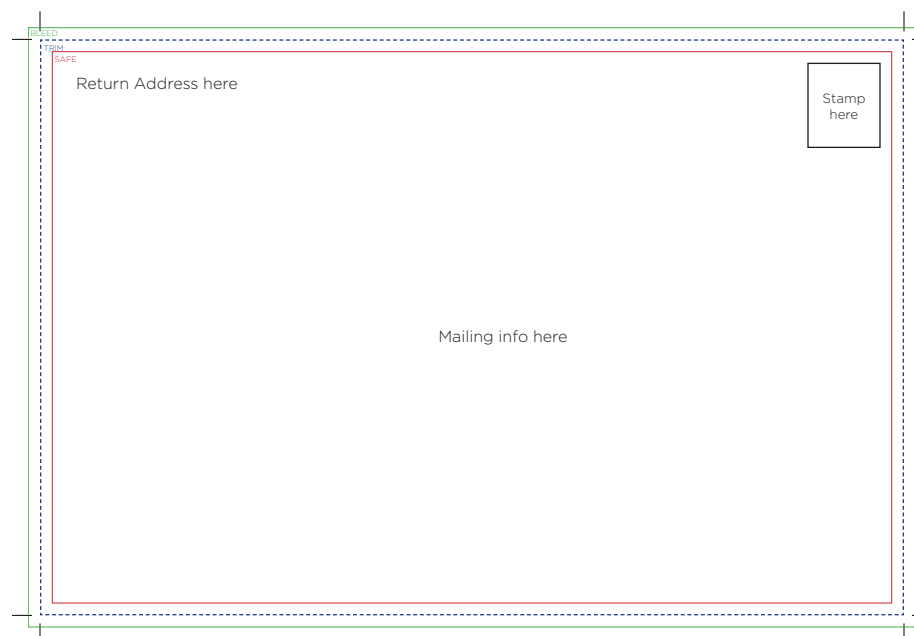 BLEED
TRIM
SAFE
Return Address here
Stamp
here
Mailing info here